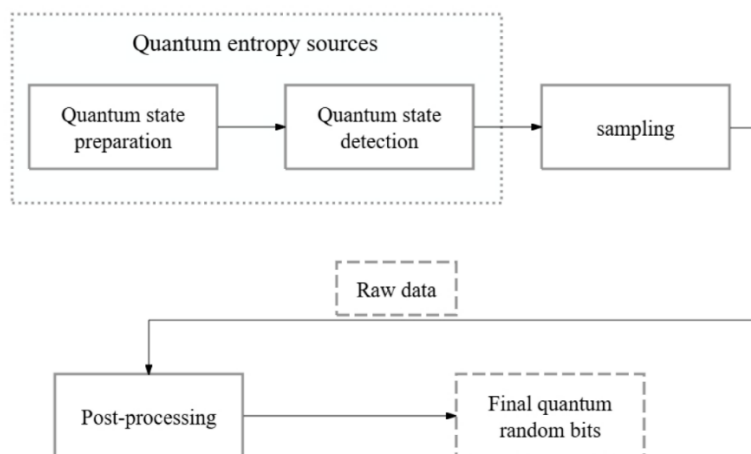 Quantum entropy sources
Quantum state
preparation
Quantum state
detection
sampling
Raw data
Post-processing
Final quantum
random bits